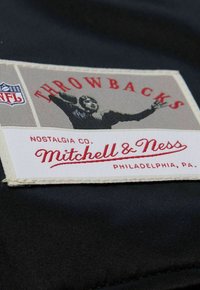 NFL
THROWBACKS
NOSTALGIA CO.
Mitchell & Ness
PHILADELPHIA, PA.